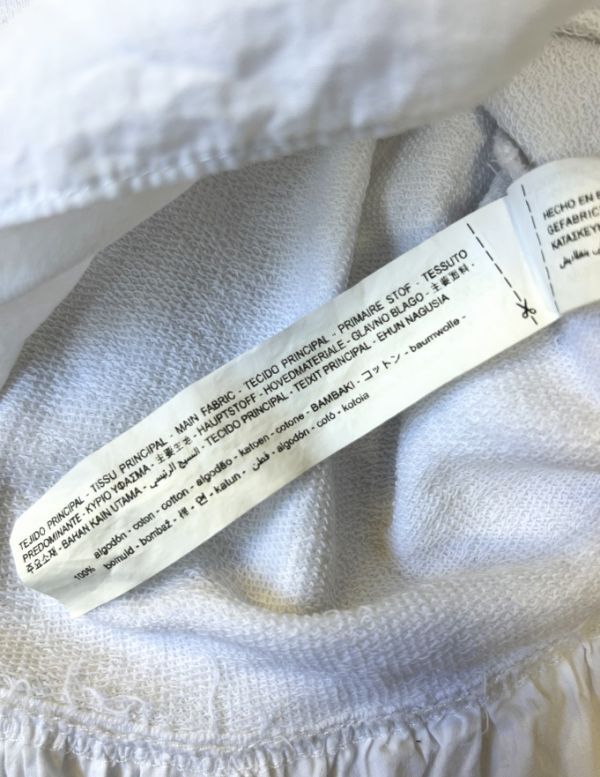 TEJIDO PRINCIPAL - TISSU PRINCIPAL - MAIN FABRIC - TECIDO PRINCIPAL - PRIMAIRE STOF - TESSUTO
PREDOMINANTE - ΚΥΡΙΟ ΥΦΑΣΜΑ - 主要三老 - HAUPTSTOFF - HOVEDMATERIALE - GLAVNO BLAGO - 主要面料 -
주요소재 - BAHAN KAIN UTAMA - النسيج الرئيسي - TECIDO PRINCIPAL - TEIXIT PRINCIPAL - EHUN NAGUSIA
100% algodón - coton - cotton - algodão - katoen - cotone - ΒΑΜΒΑΚΙ - コットン - baumwolle -
bomuld - bombaž - 棉 - 면 - katun - قطن - algodón - cotó - kotoia
HECHO EN
GEFABRIC
ΚΑΤΑΣΚΕΥ